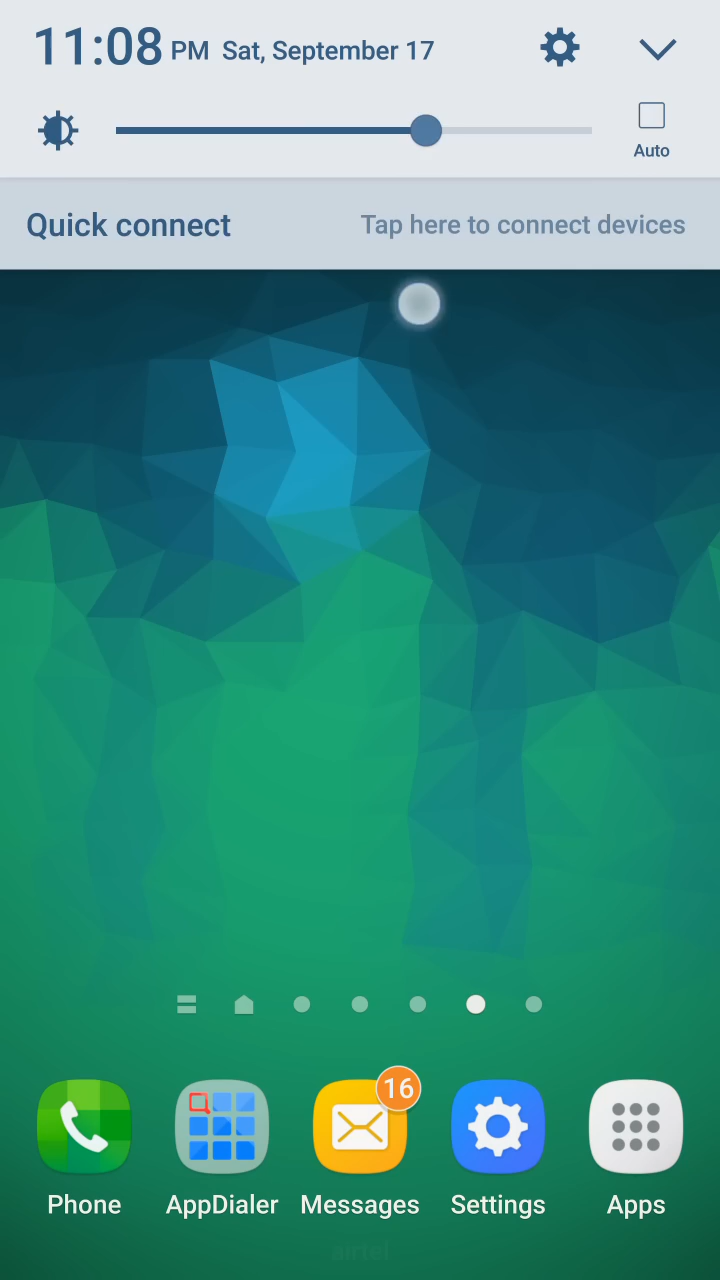 11:08 PM Sat, September 17
Auto
Quick connect Tap here to connect devices
16
Phone AppDialer Messages Settings Apps
airtel